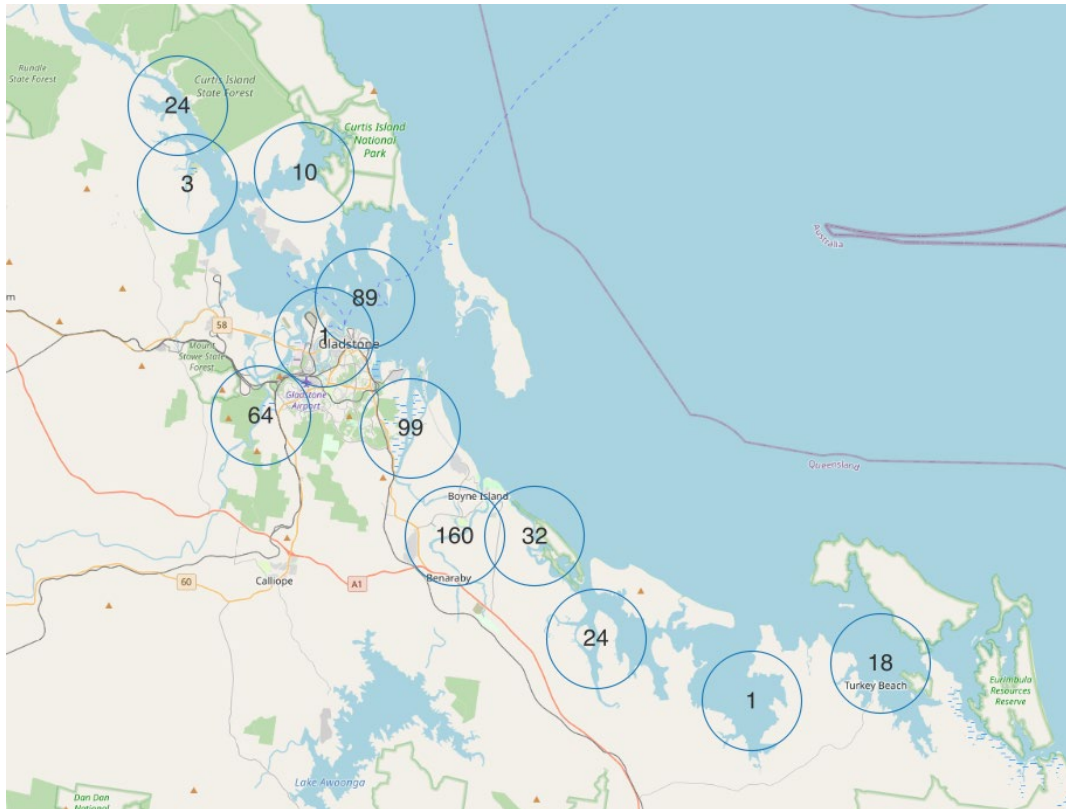 Rundle
State Forest
Curtis Island
State Forest
24
Curtis Island
National
Park
3
10
Australia
89
m
58
1
Gladstone
Mount
Stowe State
Forest
Gladstone
Airport
64
99
Queensland
Boyne Island
160
32
60
Calliope
A1
Benaraby
24
18
Turkey Beach
1
Eurimbula
Resources
Reserve
Lake Awoonga
Dan Dan
National